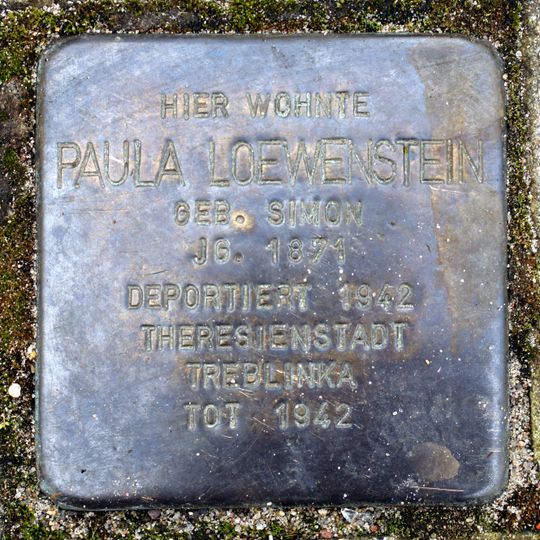 HIER WOHNTE
PAULA LOEWENSTEIN
GEB. SIMON
JG. 1871
DEPORTIERT 1942
THERESIENSTADT
TREBLINKA
TOT 1942